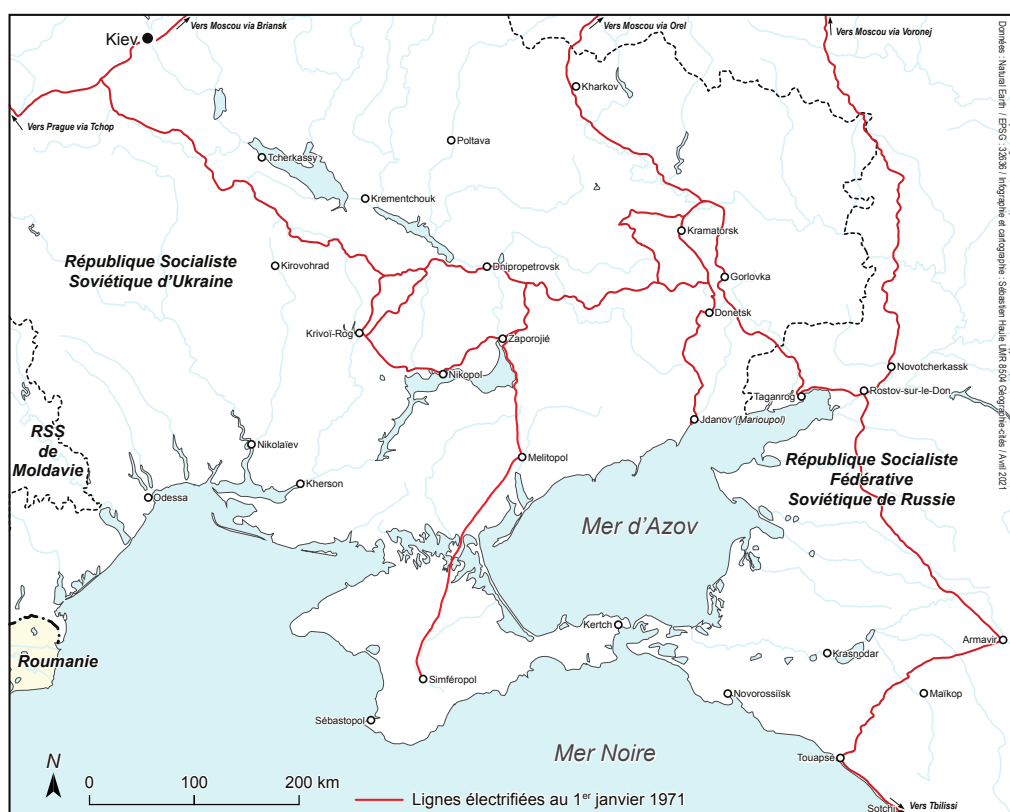 Vers Moscou via Briansk
Vers Moscou via Orel
Vers Moscou via Voronej
Kiev
Kharkov
Vers Prague via Tchop
Poltava
Tcherkassy
Krementchouk
Kramatorsk
République Socialiste
Soviétique d'Ukraine
Kirovohrad
Dnipropetrovsk
Gorlovka
Donetsk
Krivoï-Rog
Zaporojié
Nikopol
Novotcherkassk
Taganrog
Rostov-sur-le-Don
Jdanov (Marioupol)
RSS
de
Moldavie
Nikolaïev
Melitopol
République Socialiste
Fédérative
Soviétique de Russie
Kherson
Odessa
Mer d'Azov
Kertch
Armavir
Krasnodar
Roumanie
Simféropol
Novorossiïsk
Maïkop
Sébastopol
Mer Noire
Touapse
N
0 100 200 km
Lignes électrifiées au 1er janvier 1971
Sotchi
Vers Tbilissi
Données : Natural Earth / EPSG : 32636 / Infographie et cartographie : Sébastien Haule UMR 8504 Géographie-cités / Avril 2021